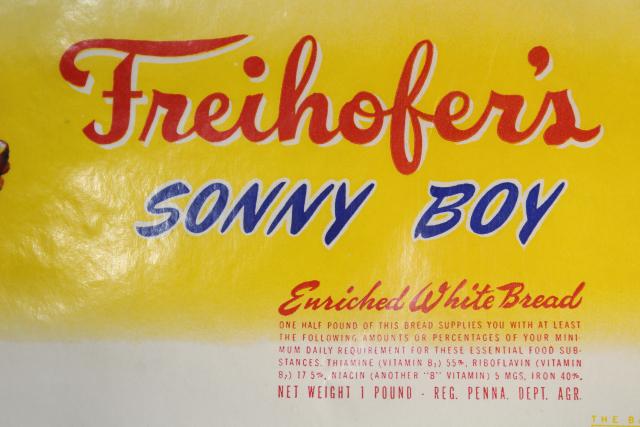 Freihofer's
SONNY BOY
Enriched White Bread
ONE HALF POUND OF THIS BREAD SUPPLIES YOU WITH AT LEAST
THE FOLLOWING AMOUNTS OR PERCENTAGES OF YOUR MINI-
MUM DAILY REQUIREMENT FOR THESE ESSENTIAL FOOD SUB-
STANCES. THIAMINE (VITAMIN B₁) 55%, RIBOFLAVIN (VITAMIN
B₂) 17.5%, NIACIN (ANOTHER "B" VITAMIN) 5 MGS, IRON 40%.
NET WEIGHT 1 POUND - REG. PENNA. DEPT. AGR.
THE B